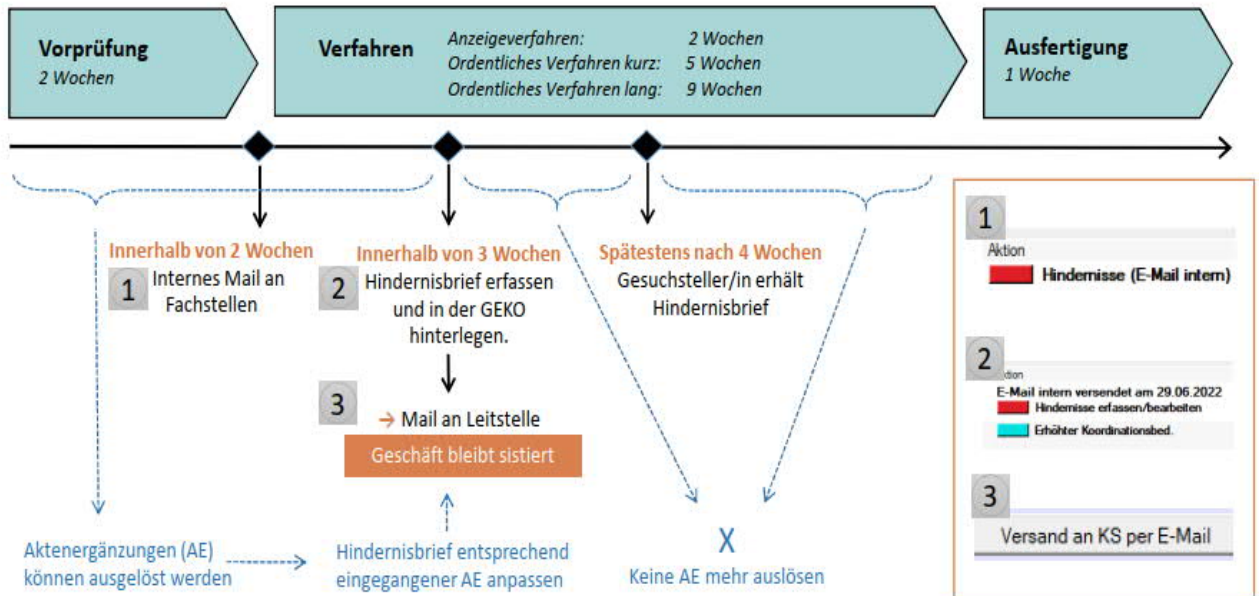 Vorprüfung
2 Wochen
Verfahren
Anzeigeverfahren: 2 Wochen
Ordentliches Verfahren kurz: 5 Wochen
Ordentliches Verfahren lang: 9 Wochen
Ausfertigung
1 Woche
Innerhalb von 2 Wochen
1
Internes Mail an
Fachstellen
Innerhalb von 3 Wochen
2
Hindernisbrief erfassen
und in der GEKO
hinterlegen.
3
→ Mail an Leitstelle
Geschäft bleibt sistiert
Spätestens nach 4 Wochen
Gesuchsteller/in erhält
Hindernisbrief
Aktenergänzungen (AE)
können ausgelöst werden
Hindernisbrief entsprechend
eingegangener AE anpassen
X
Keine AE mehr auslösen
1
Aktion
Hindernisse (E-Mail intern)
2
ktion
E-Mail intern versendet am 29.06.2022
Hindernisse erfassen/bearbeiten
Erhöhter Koordinationsbed.
3
Versand an KS per E-Mail